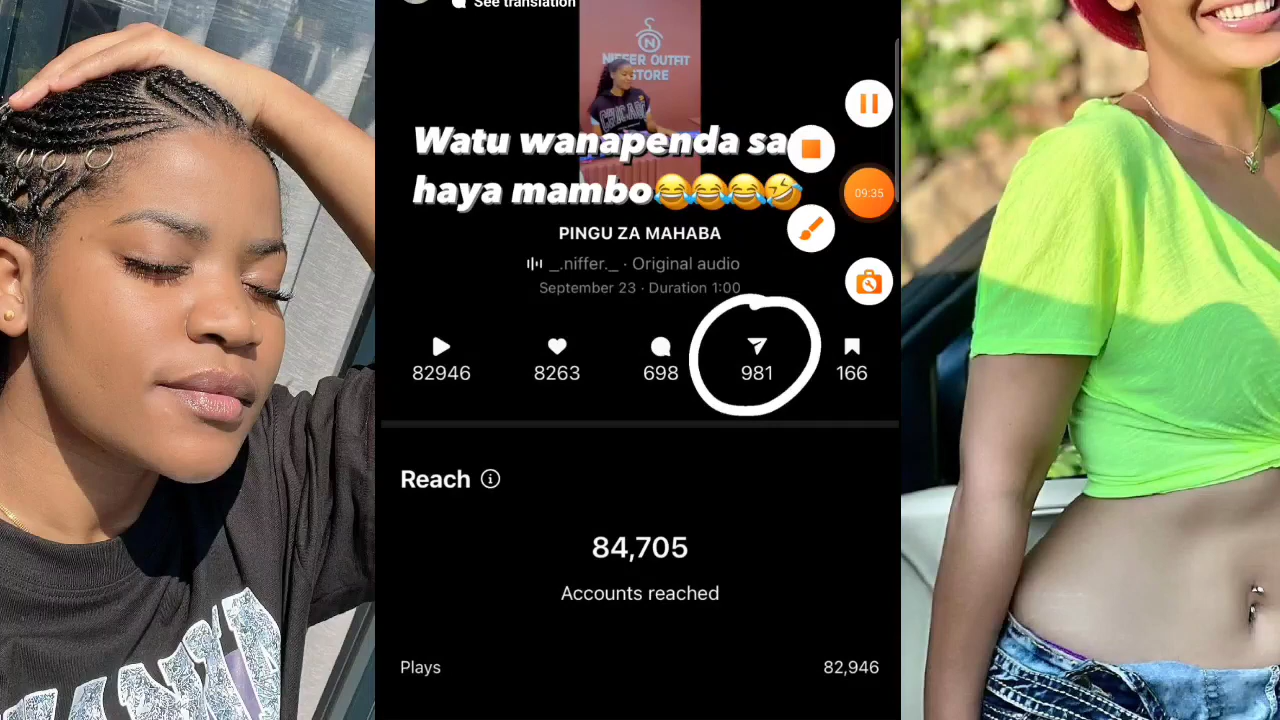 See translation
N
NIFFER OUTFIT
STORE
CHICAGO
Watu wanapenda sa
haya mambo😂😂😂🤣
09:35
PINGU ZA MAHABA
_.niffer._ · Original audio
September 23 · Duration 1:00
82946
8263
698
981
166
Reach
84,705
Accounts reached
Plays
82,946